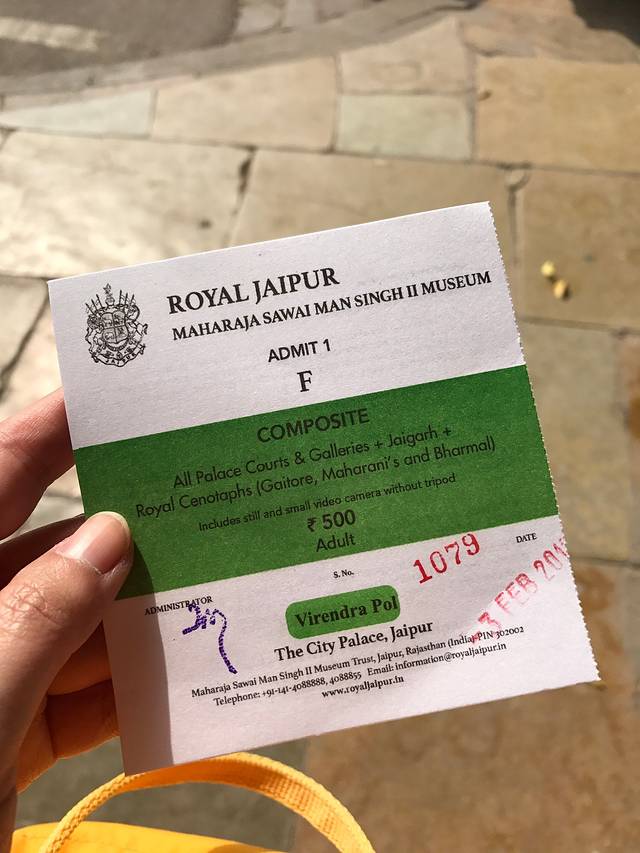 ROYAL JAIPUR
MAHARAJA SAWAI MAN SINGH II MUSEUM
ADMIT 1
F
COMPOSITE
All Palace Courts & Galleries + Jaigarh +
Royal Cenotaphs (Gaitore, Maharani's and Bharmal)
Includes still and small video camera without tripod
₹ 500
Adult
S. No. 1079 DATE
ADMINISTRATOR
-3 FEB
Virendra Pol
The City Palace, Jaipur
Maharaja Sawai Man Singh II Museum Trust, Jaipur, Rajasthan (India) PIN 302002
Telephone: +91-141-4088888, 4088855 Email: information@royaljaipur.in
www.royaljaipur.in